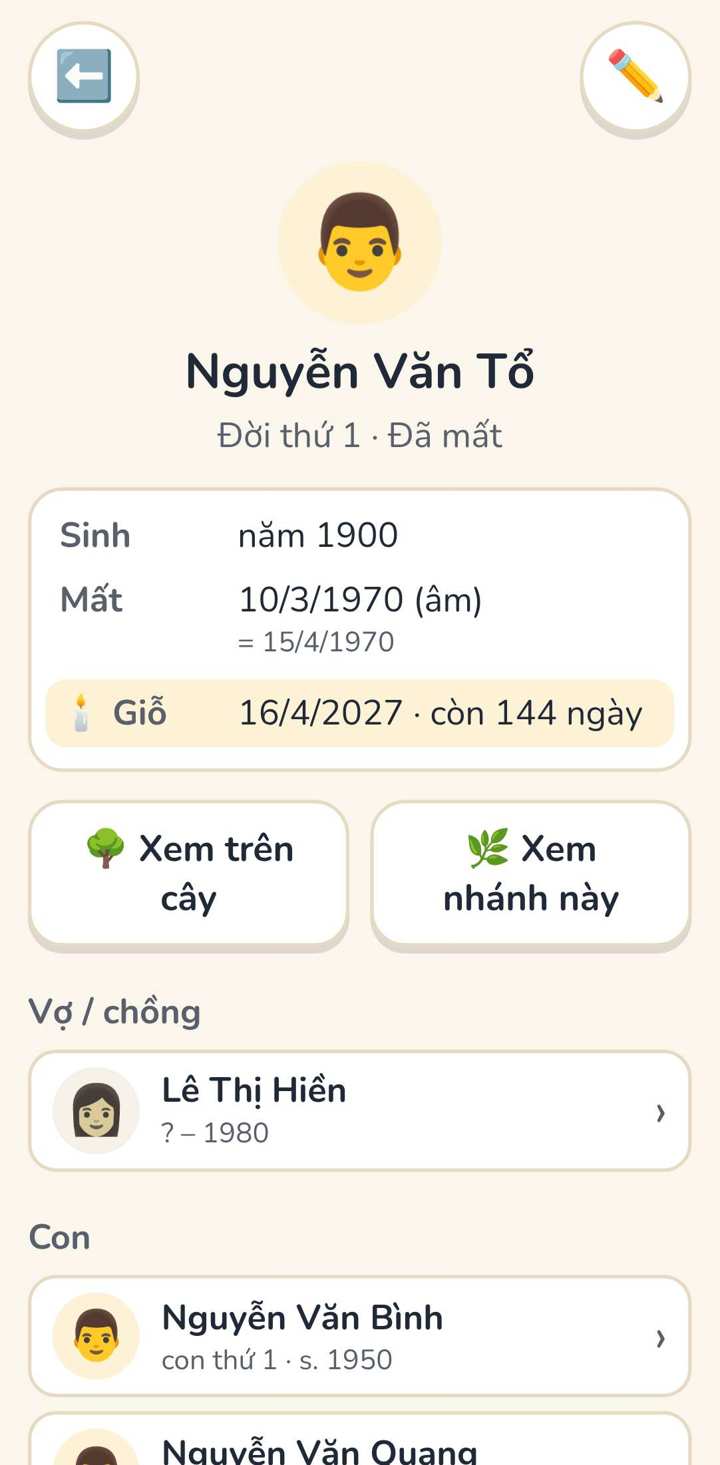 Nguyễn Văn Tổ
Đời thứ 1 · Đã mất
Sinh năm 1900
Mất 10/3/1970 (âm)
= 15/4/1970
Giỗ 16/4/2027 · còn 144 ngày
Xem trên
cây
Xem
nhánh này
Vợ / chồng
Lê Thị Hiền
? – 1980
Con
Nguyễn Văn Bình
con thứ 1 · s. 1950
Nguyễn Văn Quang